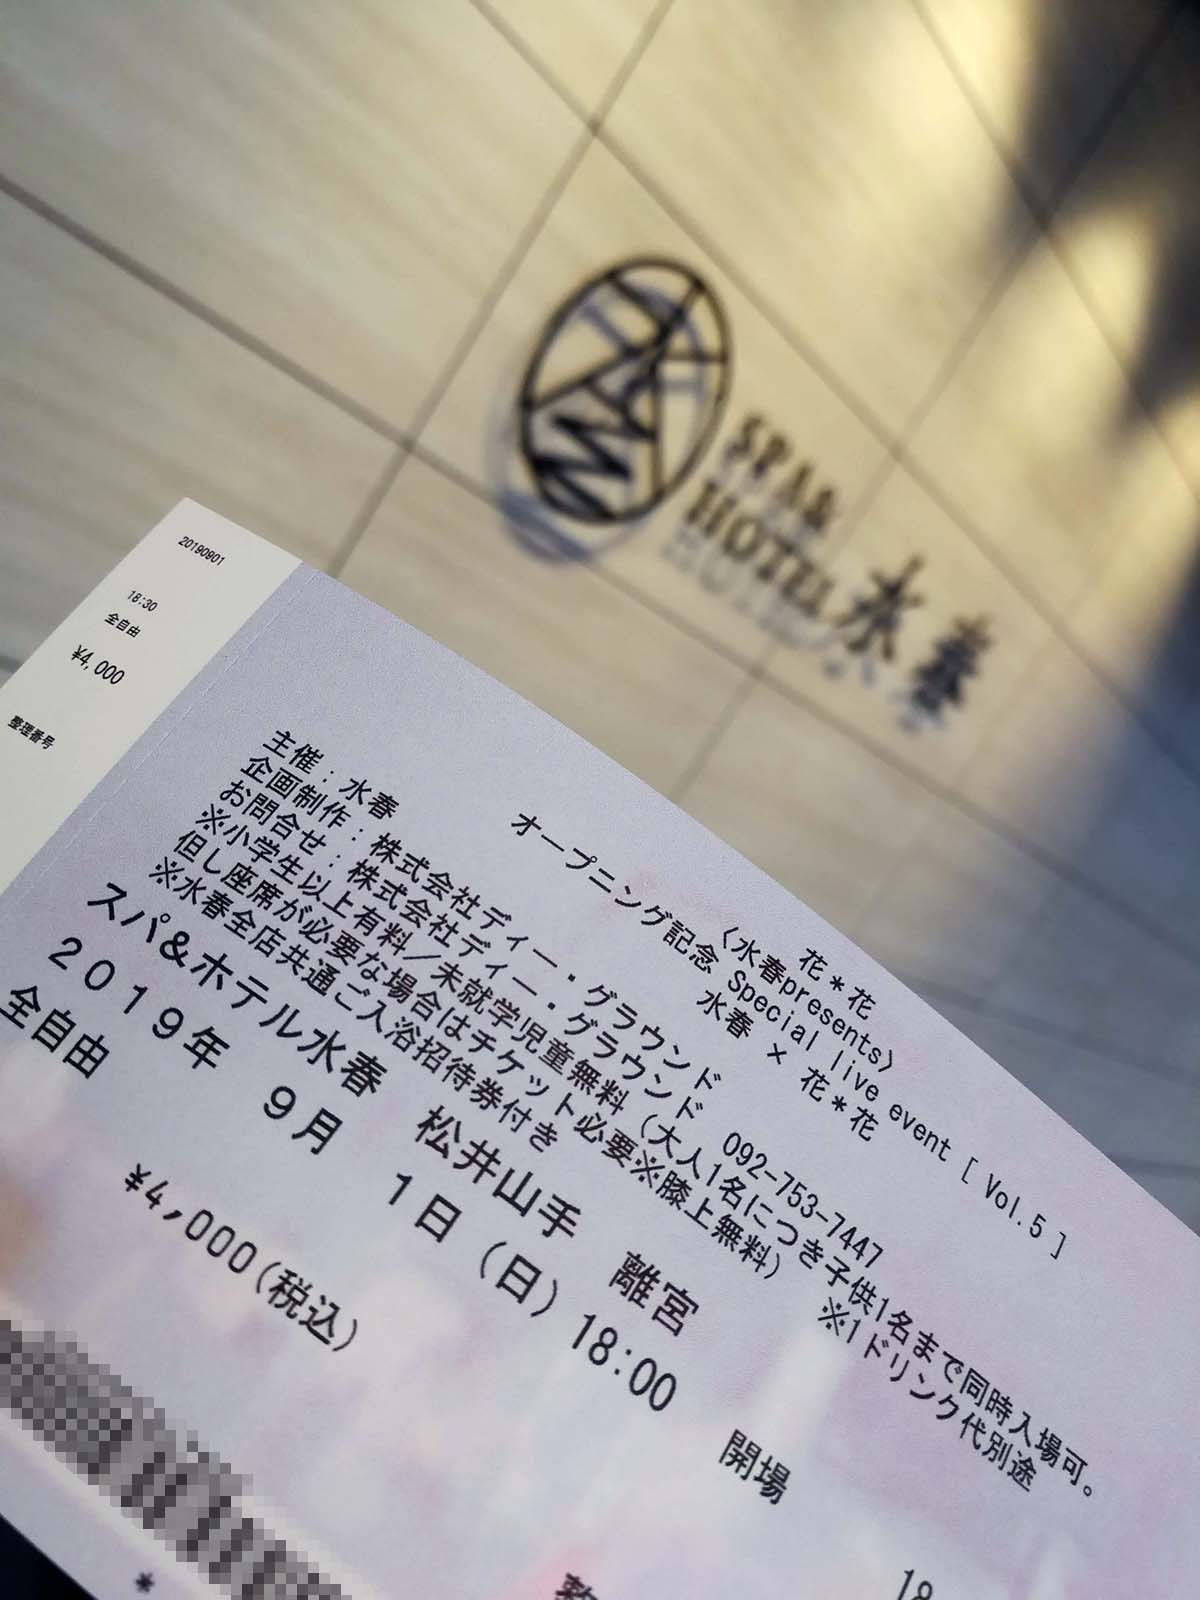 SPA&
HOTEL 水春
20190901
18:30
全自由
¥4,000
整理番号
花*花
〈水春presents〉
オープニング記念 Special live event [ Vol.5 ]
水春 × 花*花
主催:水春
企画制作:株式会社ディー・グラウンド
お問合せ:株式会社ディー・グラウンド 092-753-7447
※小学生以上有料/未就学児童無料(大人1名につき子供1名まで同時入場可。
但し座席が必要な場合はチケット必要※膝上無料)
※水春全店共通ご入浴招待券付き ※1ドリンク代別途
スパ&ホテル水春 松井山手 離宮
2019年 9月 1日(日)18:00 開場 18
全自由
¥4,000(税込)
*